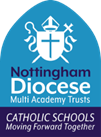 Nottingham
Diocese
Multi Academy Trusts
CATHOLIC SCHOOLS
Moving Forward Together